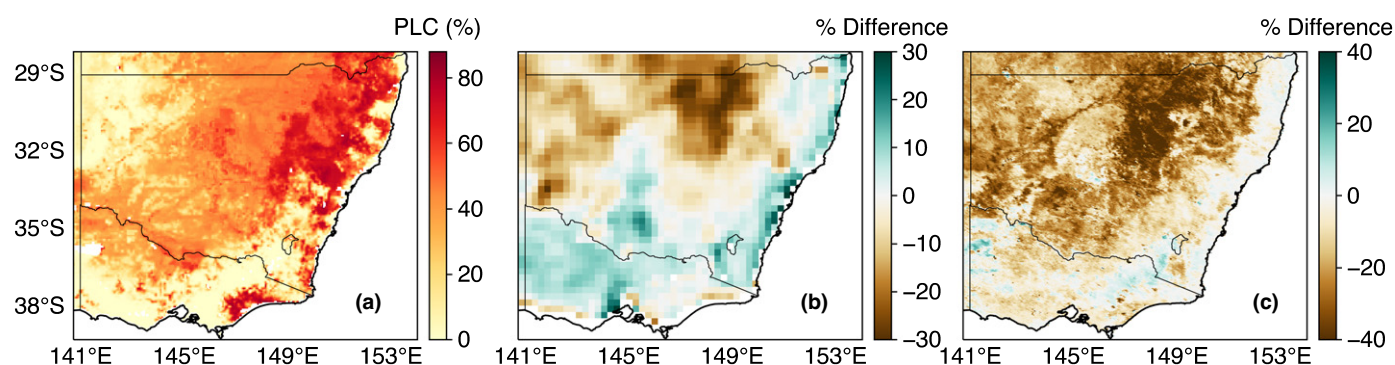 PLC (%) % Difference % Difference
29°S 32°S 35°S 38°S
80 60 40 20 0
30 20 10 0 −10 −20 −30
40 20 0 −20 −40
(a) (b) (c)
141°E 145°E 149°E 153°E 141°E 145°E 149°E 153°E 141°E 145°E 149°E 153°E